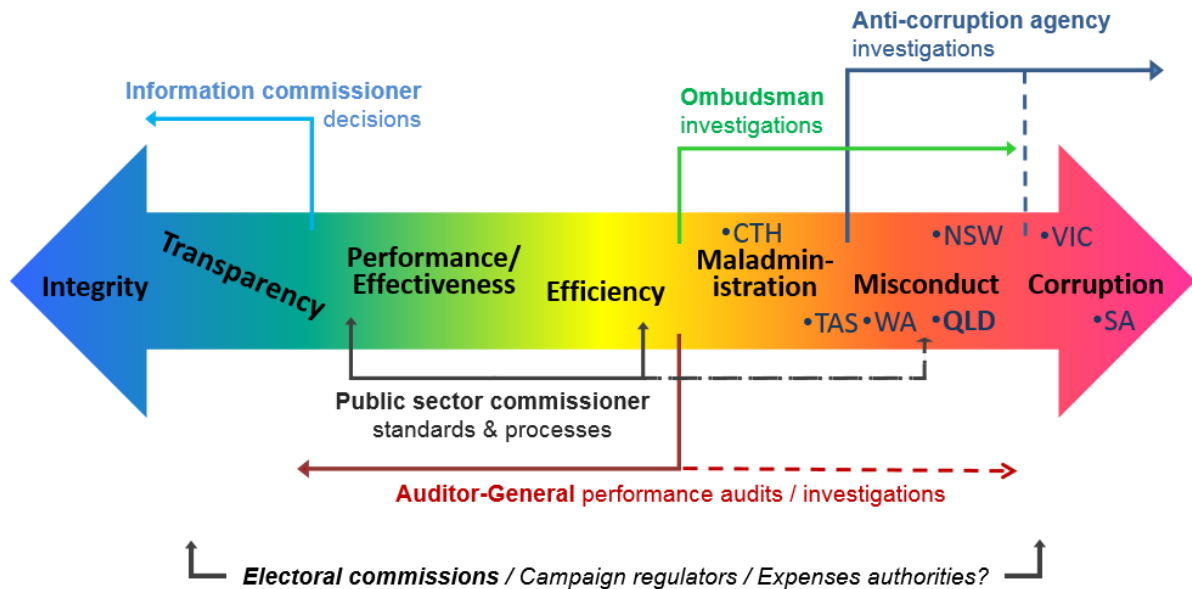 Anti-corruption agency
investigations
Information commissioner
decisions
Ombudsman
investigations
•CTH
•NSW
•VIC
Integrity
Transparency
Performance/
Effectiveness
Efficiency
Maladmin-
istration
Misconduct
Corruption
•TAS •WA •QLD
•SA
Public sector commissioner
standards & processes
Auditor-General performance audits / investigations
Electoral commissions / Campaign regulators / Expenses authorities?